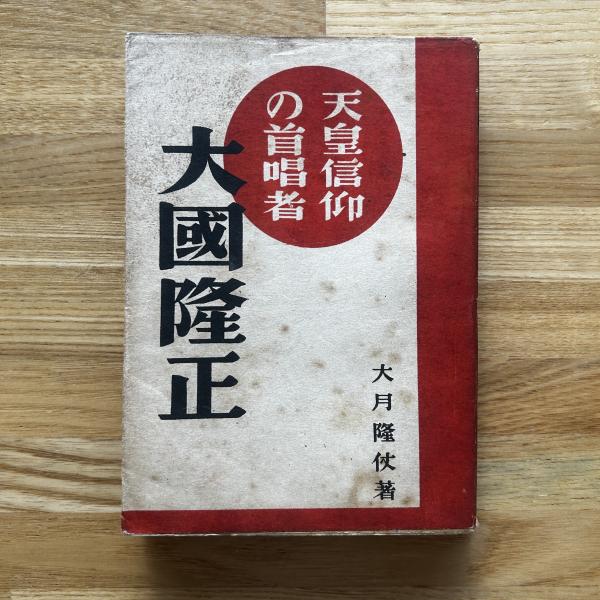 天皇信仰
の首唱者
大國隆正
大月隆仗著